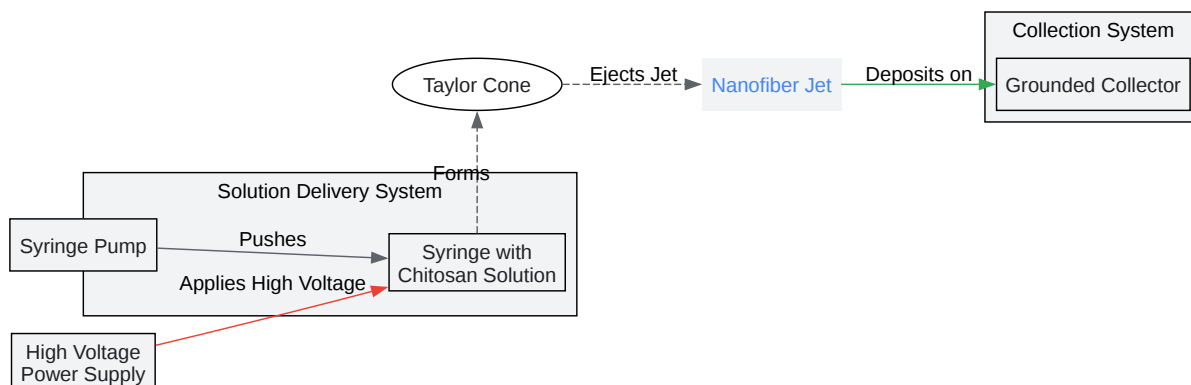 Collection System
Taylor Cone
Ejects Jet
Nanofiber Jet
Deposits on
Grounded Collector
Forms
Solution Delivery System
Syringe Pump
Pushes
Syringe with
Chitosan Solution
Applies High Voltage
High Voltage
Power Supply